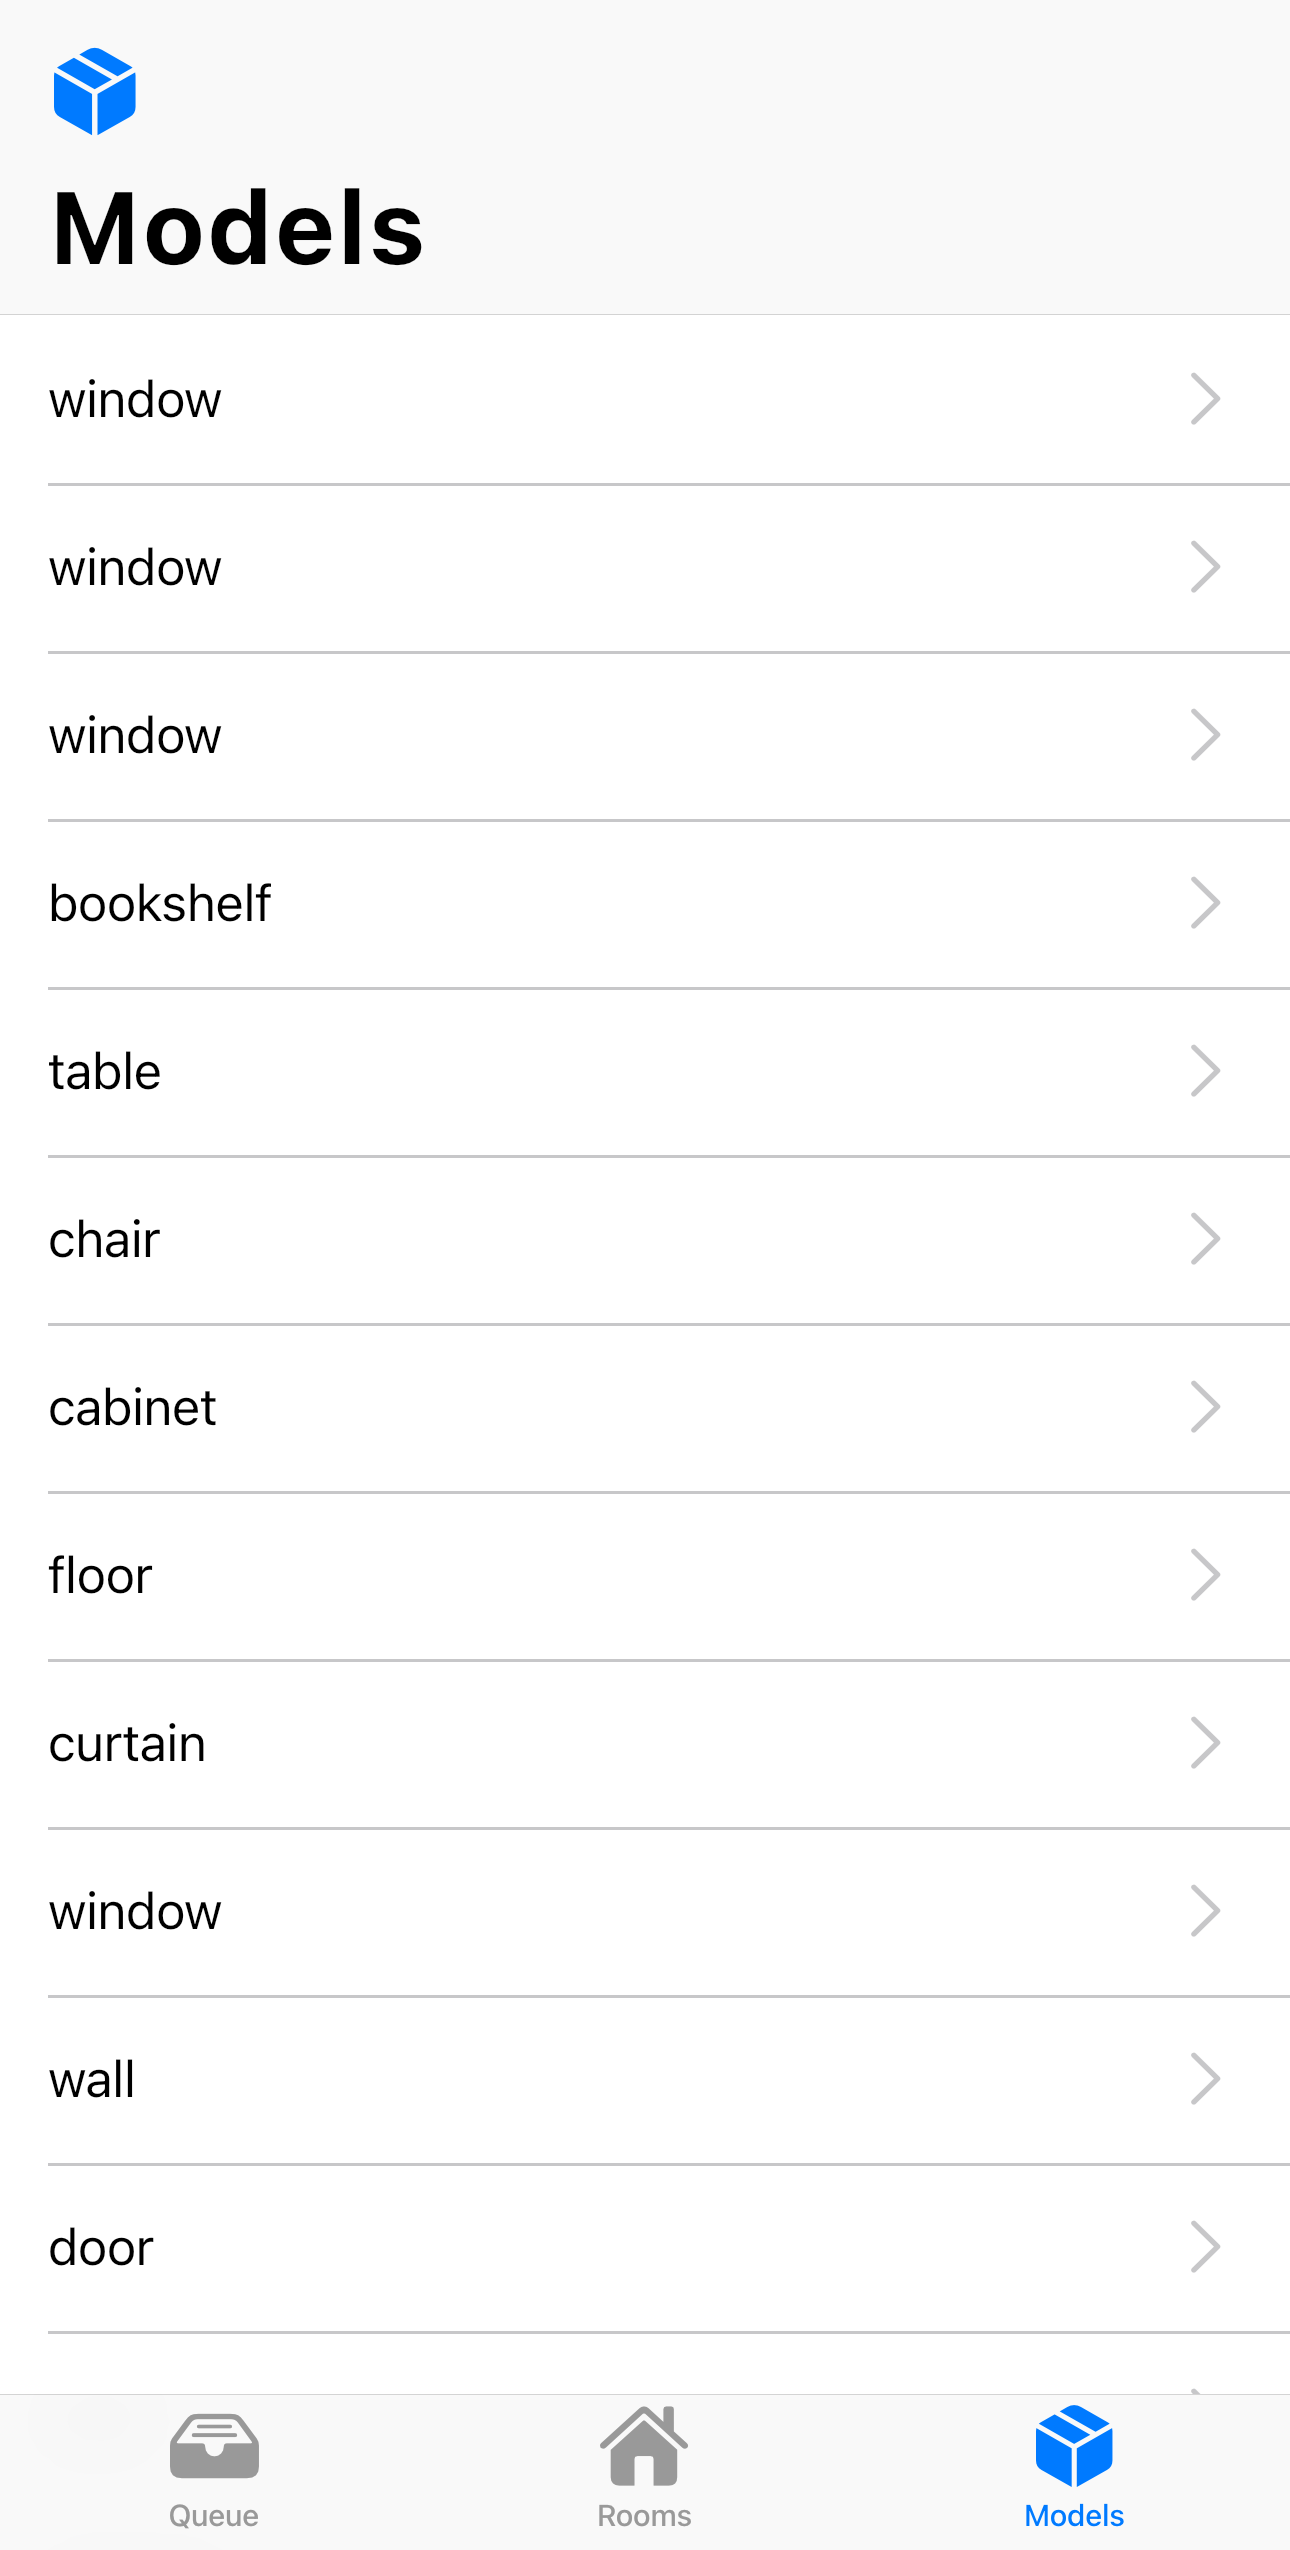 Models
window
window
window
bookshelf
table
chair
cabinet
floor
curtain
window
wall
door
Queue
Rooms
Models